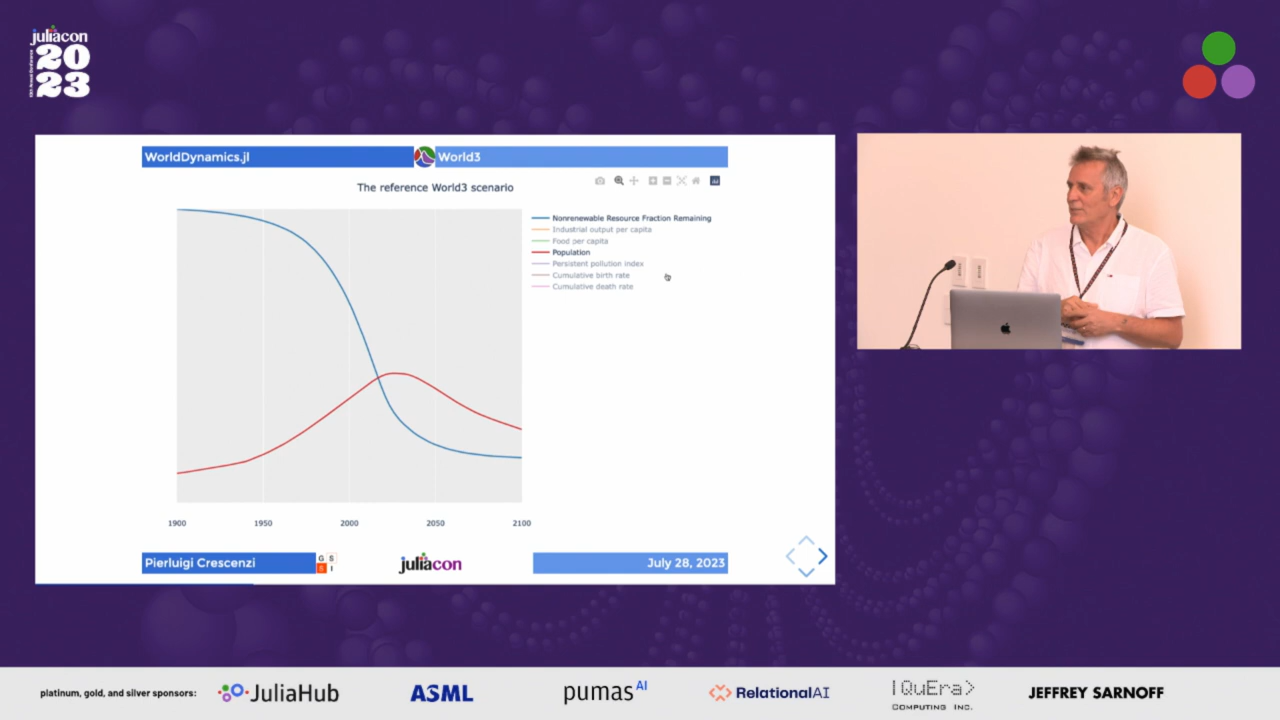 juliacon
2023
WorldDynamics.jl
World3
The reference World3 scenario
Nonrenewable Resource Fraction Remaining
Industrial output per capita
Food per capita
Population
Persistent pollution index
Cumulative birth rate
Cumulative death rate
1900 1950 2000 2050 2100
Pierluigi Crescenzi
G S
S I
juliacon
July 28, 2023
platinum, gold, and silver sponsors:
JuliaHub
ASML
pumas AI
RelationalAI
|QuEra>
COMPUTING INC.
JEFFREY SARNOFF